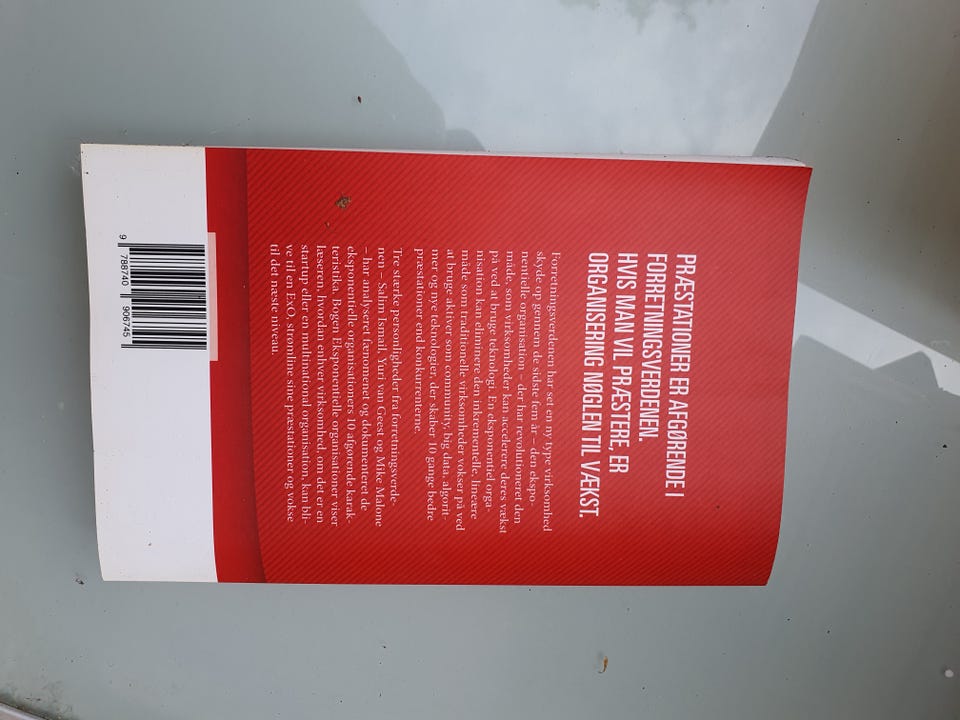 PRÆSTATIONER ER AFGØRENDE I
FORRETNINGSVERDENEN.
HVIS MAN VIL PRÆSTERE, ER
ORGANISERING NØGLEN TIL VÆKST.
Forretningsverdenen har set en ny type virksomhed
skyde op gennem de sidste fem år – den ekspo-
nentielle organisation – der har revolutioneret den
måde, som virksomheder kan accelerere deres vækst
på ved at bruge teknologi. En eksponentiel orga-
nisation kan eliminere den inkrementelle, lineære
måde som traditionelle virksomheder vokser på ved
at bruge aktiver som community, big data, algorit-
mer og nye teknologier, der skaber 10 gange bedre
præstationer end konkurrenterne.
Tre stærke personligheder fra forretningsverde-
nen – Salim Ismail, Yuri van Geest og Mike Malone
– har analyseret fænomenet og dokumenteret de
eksponentielle organisationers 10 afgørende karak-
teristika. Bogen Eksponentielle organisationer viser
læseren, hvordan enhver virksomhed, om det er en
startup eller en multinational organisation, kan bli-
ve til en ExO, strømline sine præstationer og vokse
til det næste niveau.
9 788740 906745